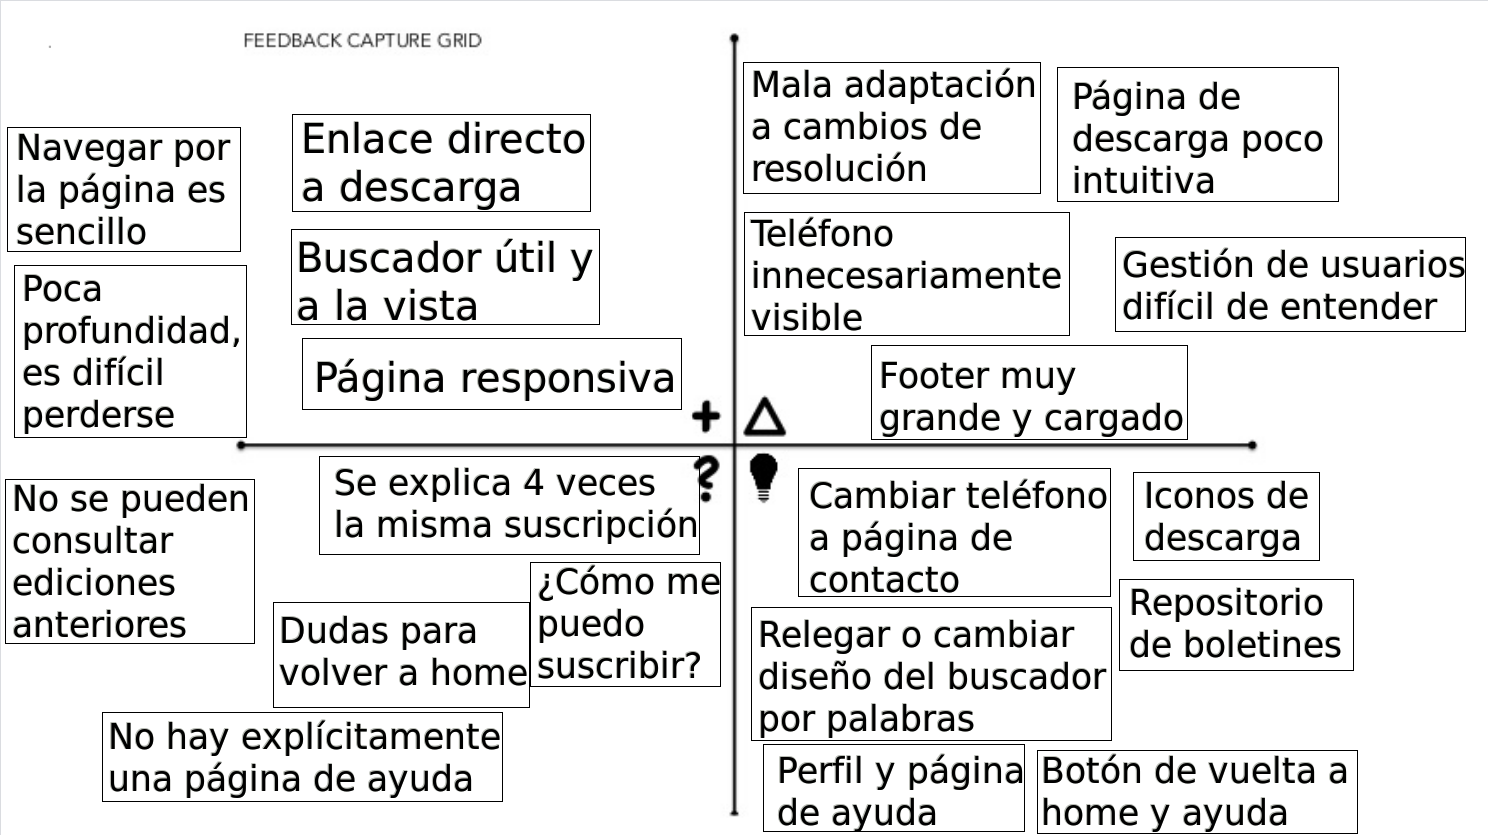 FEEDBACK CAPTURE GRID
Navegar por
la página es
sencillo
Enlace directo
a descarga
Poca
profundidad,
es difícil
perderse
Buscador útil y
a la vista
Página responsiva
+
Mala adaptación
a cambios de
resolución
Página de
descarga poco
intuitiva
Teléfono
innecesariamente
visible
Gestión de usuarios
difícil de entender
Footer muy
grande y cargado
?
Se explica 4 veces
la misma suscripción
No se pueden
consultar
ediciones
anteriores
¿Cómo me
puedo
suscribir?
Dudas para
volver a home
No hay explícitamente
una página de ayuda
Cambiar teléfono
a página de
contacto
Iconos de
descarga
Repositorio
de boletines
Relegar o cambiar
diseño del buscador
por palabras
Perfil y página
de ayuda
Botón de vuelta a
home y ayuda